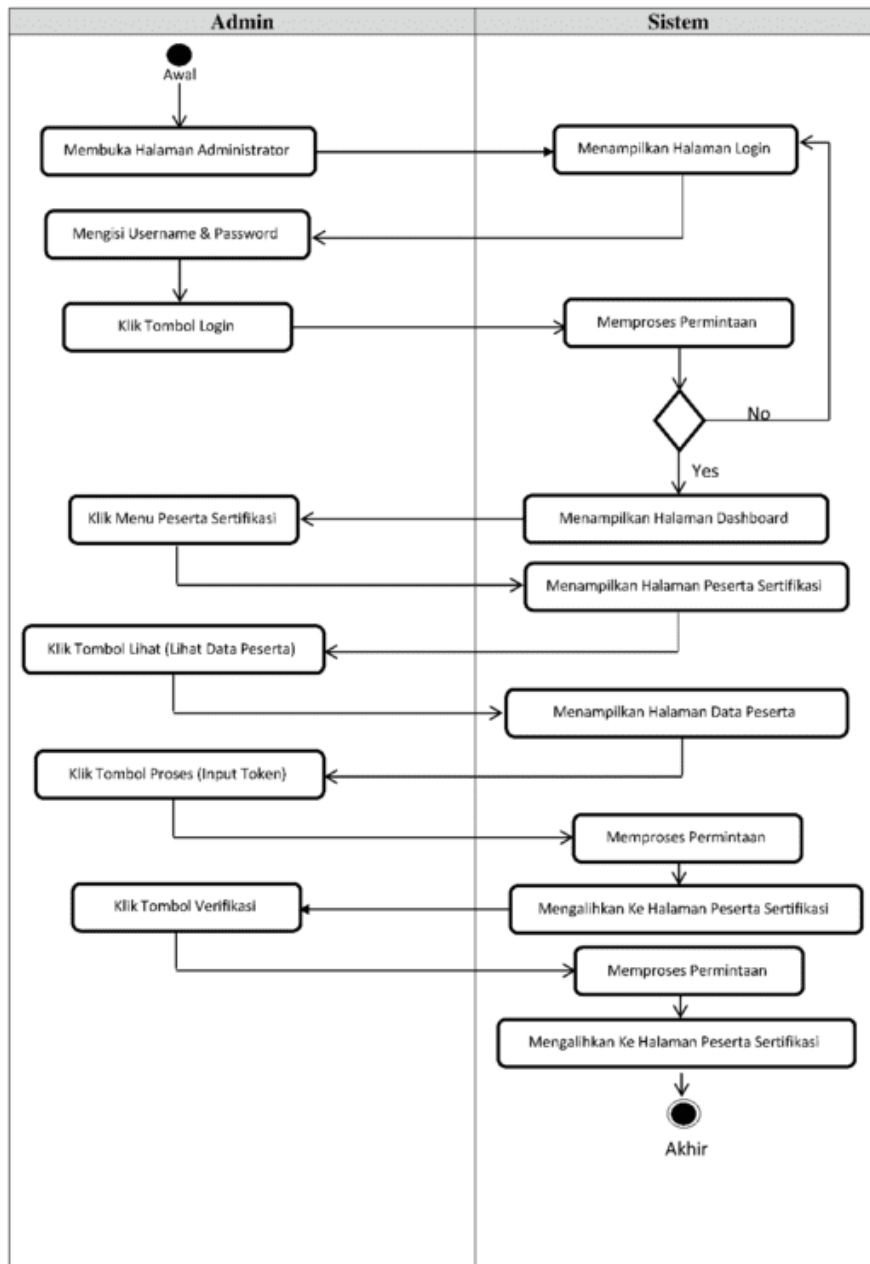 Admin
Sistem
Awal
Membuka Halaman Administrator
Menampilkan Halaman Login
Mengisi Username & Password
Klik Tombol Login
Memproses Permintaan
No
Yes
Klik Menu Peserta Sertifikasi
Menampilkan Halaman Dashboard
Menampilkan Halaman Peserta Sertifikasi
Klik Tombol Lihat (Lihat Data Peserta)
Menampilkan Halaman Data Peserta
Klik Tombol Proses (Input Token)
Memproses Permintaan
Klik Tombol Verifikasi
Mengalihkan Ke Halaman Peserta Sertifikasi
Memproses Permintaan
Mengalihkan Ke Halaman Peserta Sertifikasi
Akhir